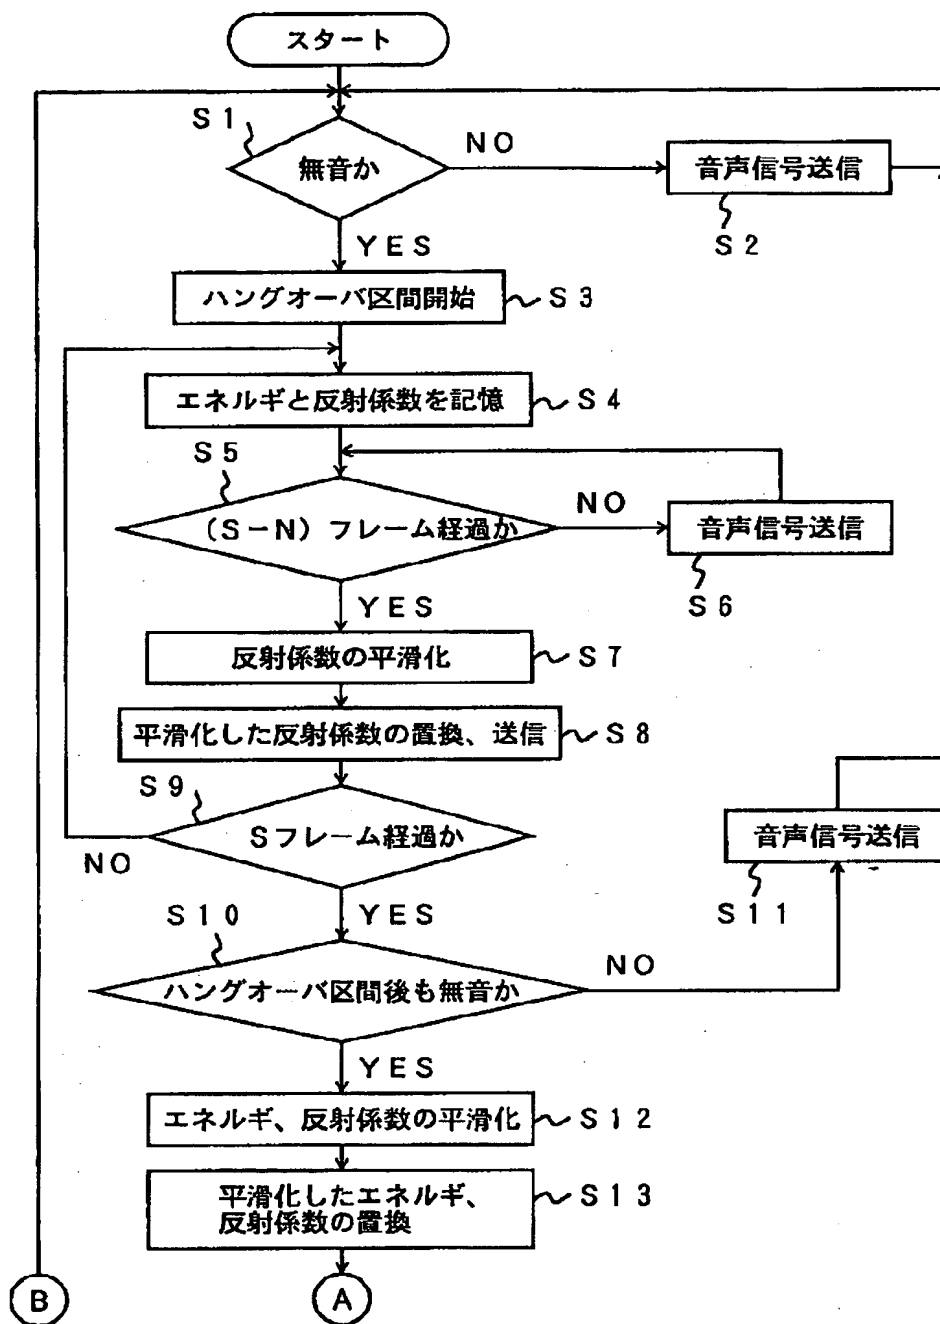 スタート
S1
無音か
NO
音声信号送信
S2
YES
ハングオーバ区間開始
S3
エネルギと反射係数を記憶
S4
S5
(S-N)フレーム経過か
NO
音声信号送信
S6
YES
反射係数の平滑化
S7
平滑化した反射係数の置換、送信
S8
S9
Sフレーム経過か
NO
音声信号送信
S11
YES
S10
ハングオーバ区間後も無音か
NO
YES
エネルギ、反射係数の平滑化
S12
平滑化したエネルギ、
反射係数の置換
S13
B
A